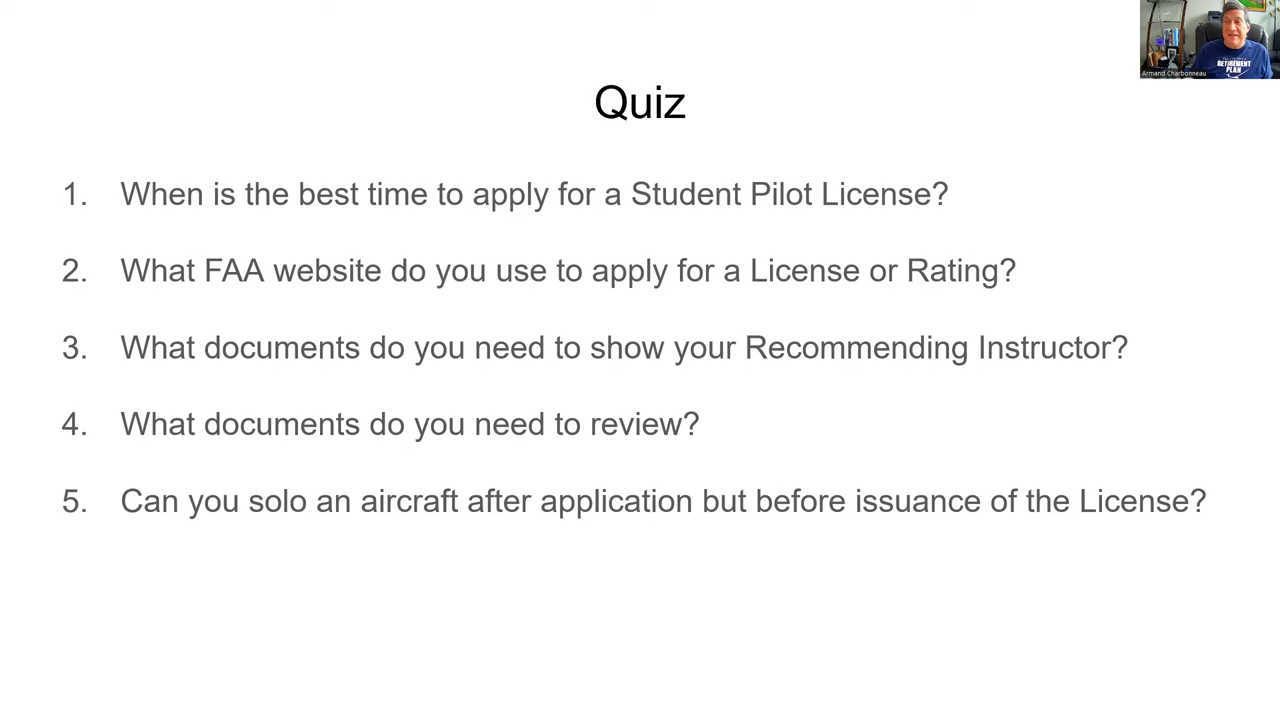 Armand Charbonneau
RETIREMENT
PLAN
Quiz
1. When is the best time to apply for a Student Pilot License?
2. What FAA website do you use to apply for a License or Rating?
3. What documents do you need to show your Recommending Instructor?
4. What documents do you need to review?
5. Can you solo an aircraft after application but before issuance of the License?